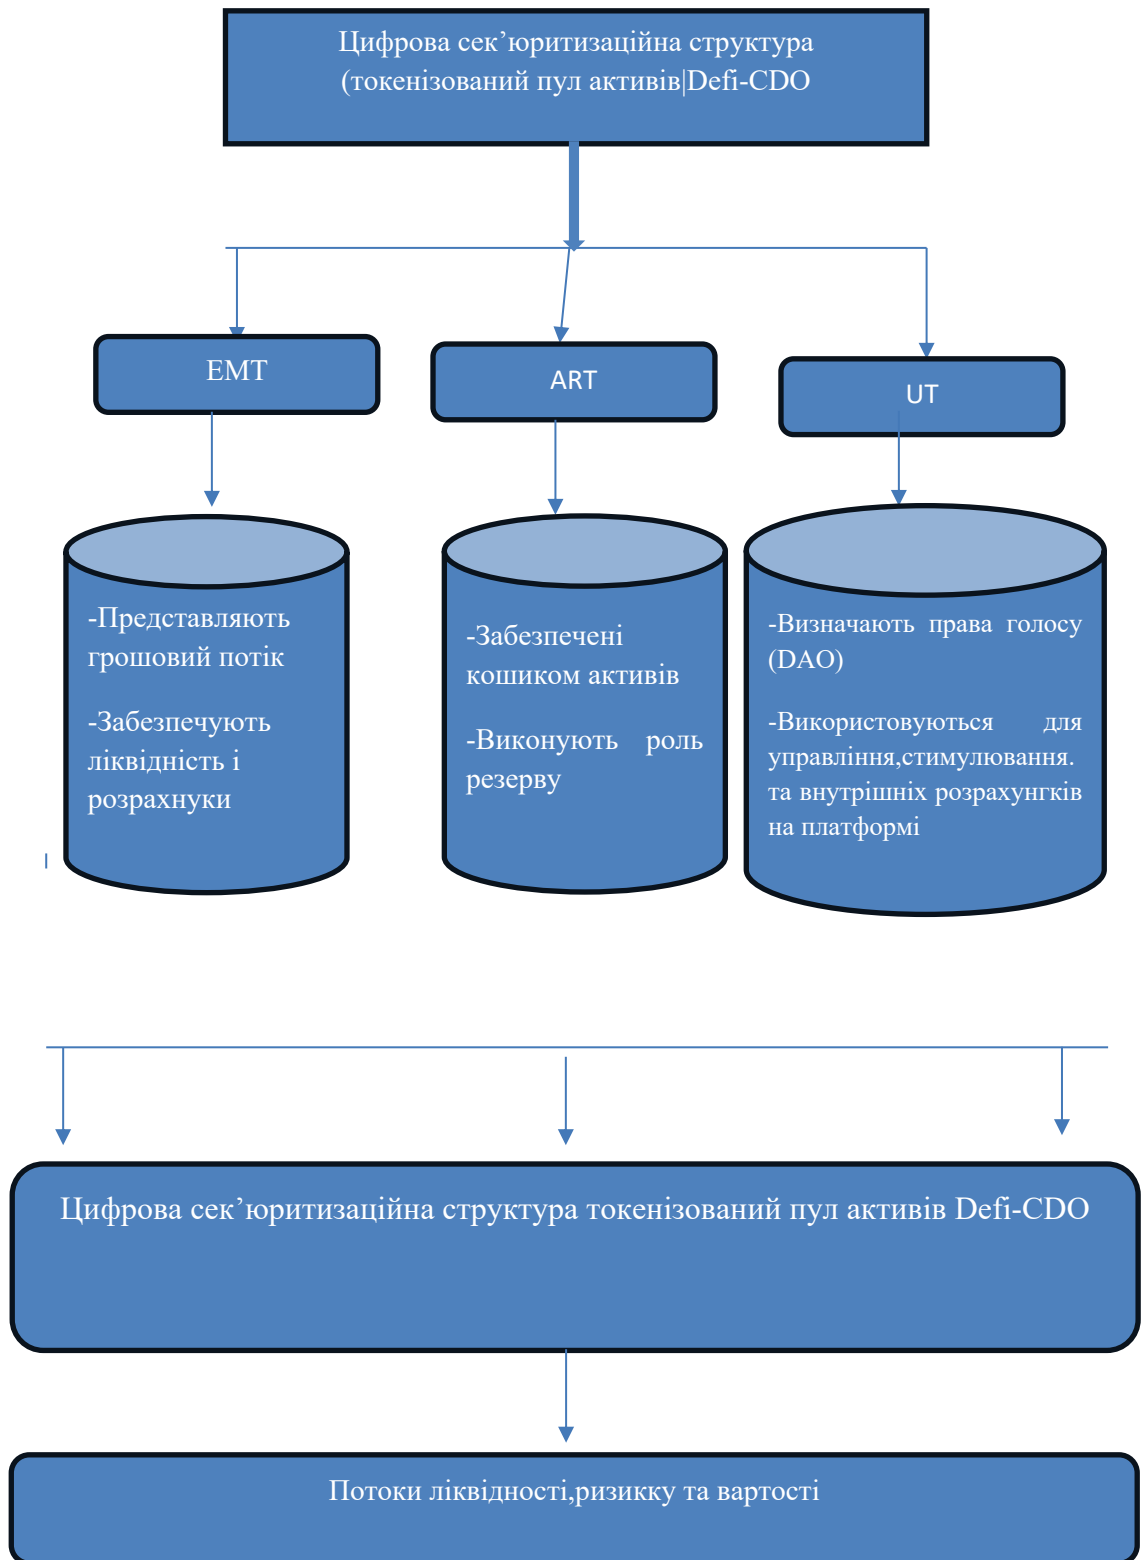 Цифрова сек’юритизаційна структура
(токенізований пул активів|Defi-CDO
EMT
ART
UT
-Представляють
грошовий потік
-Забезпечують
ліквідність і
розрахнуки
-Забезпечені
кошиком активів
-Виконують роль
резерву
-Визначають права голосу
(DAO)
-Використовуються для
управління,стимулювання.
та внутрішніх розрахунгків
на платформі
Цифрова сек’юритизаційна структура токенізований пул активів Defi-CDO
Потоки ліквідності,ризикку та вартості